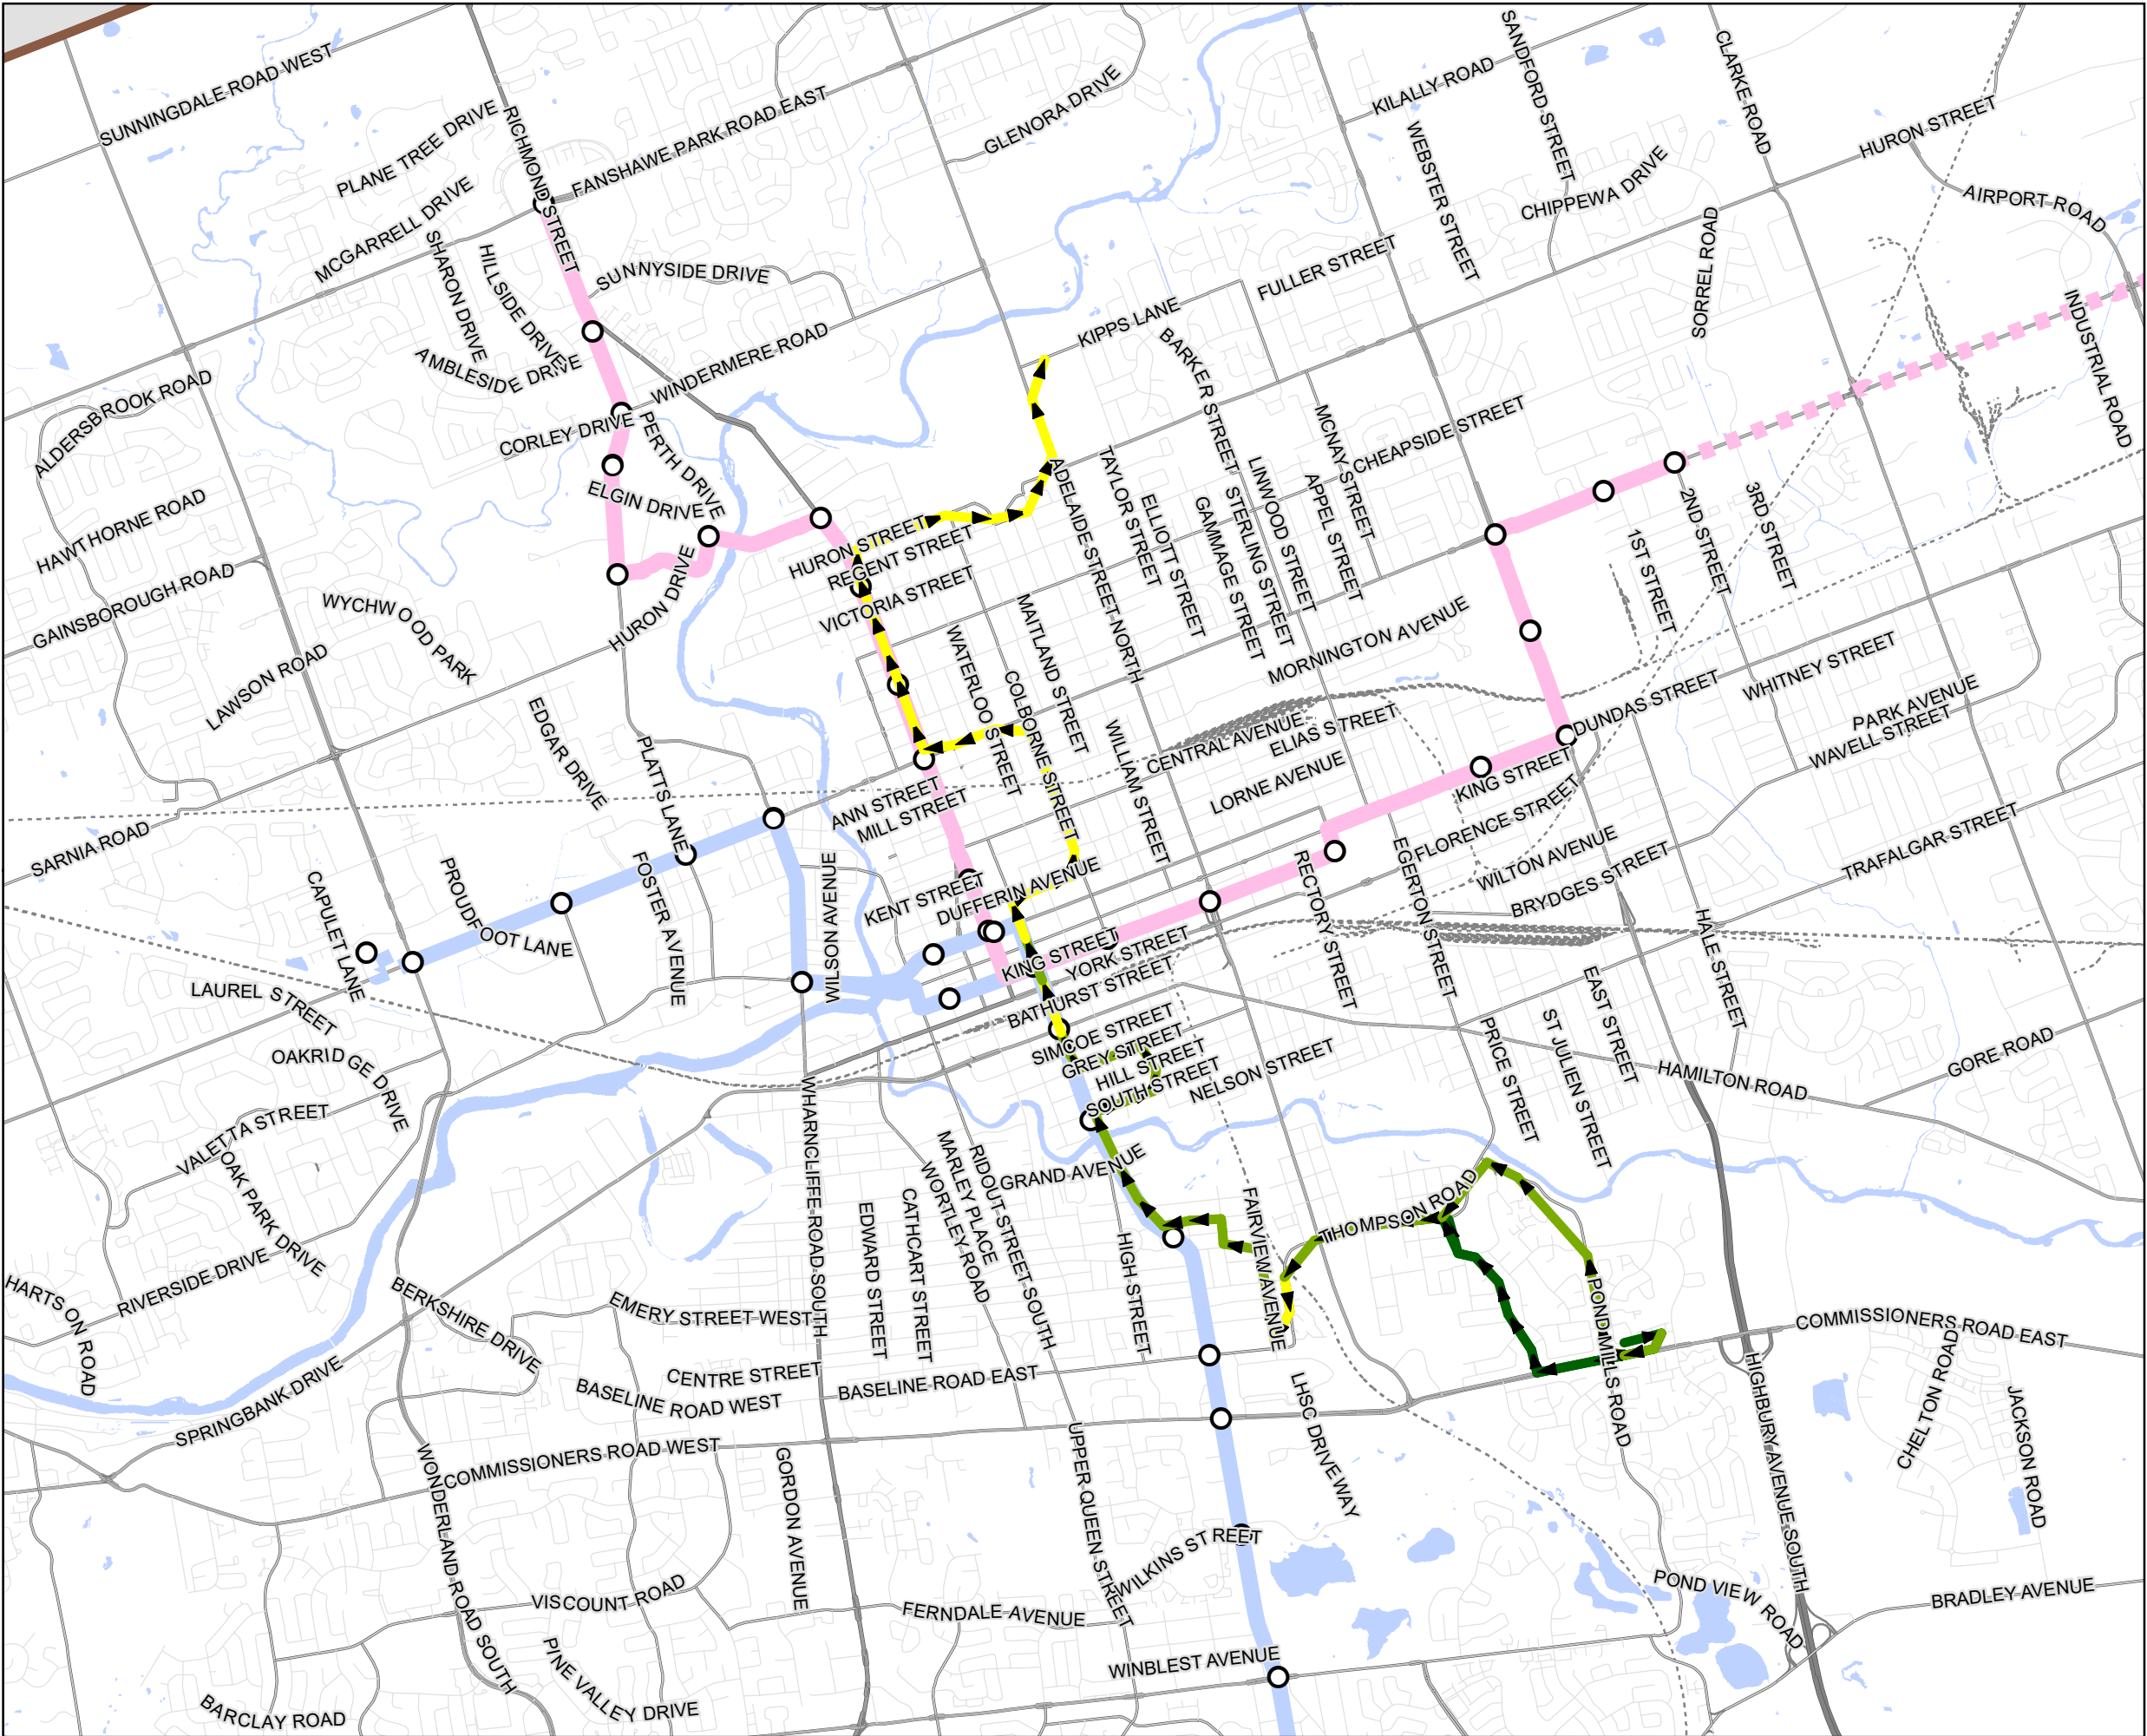 SUNNINGDALE ROAD WEST
PLANE TREE DRIVE
RICHMOND STREET
FANSHAWE PARK ROAD EAST
GLENORA DRIVE
KILALLY ROAD
SANDFORD STREET
CLARKE ROAD
HURON STREET
WEBSTER STREET
CHIPPEWA DRIVE
AIRPORT ROAD
MCGARRELL DRIVE
SHARON DRIVE
HILLSIDE DRIVE
SUNNYSIDE DRIVE
FULLER STREET
SORREL ROAD
INDUSTRIAL ROAD
AMBLESIDE DRIVE
WINDERMERE ROAD
KIPPS LANE
BARKER STREET
ALDERSBROOK ROAD
CORLEY DRIVE
PERTH DRIVE
MCNAY STREET
CHEAPSIDE STREET
ADELAIDE STREET NORTH
TAYLOR STREET
ELLIOTT STREET
GAMMAGE STREET
STERLING STREET
LINWOOD STREET
APPEL STREET
ELGIN DRIVE
HAWTHORNE ROAD
HURON STREET
REGENT STREET
VICTORIA STREET
1ST STREET
2ND STREET
3RD STREET
GAINSBOROUGH ROAD
WYCHWOOD PARK
HURON DRIVE
LAWSON ROAD
WATERLOO STREET
MAITLAND STREET
COLBORNE STREET
MORNINGTON AVENUE
WHITNEY STREET
DUNDAS STREET
PARK AVENUE
WAVELL STREET
EDGAR DRIVE
PLATTS LANE
WILLIAM STREET
CENTRAL AVENUE
ELIAS STREET
LORNE AVENUE
KING STREET
ANN STREET
MILL STREET
FLORENCE STREET
SARNIA ROAD
CAPULET LANE
PROUDFOOT LANE
FOSTER AVENUE
WILSON AVENUE
KENT STREET
DUFFERIN AVENUE
RECTORY STREET
EGERTON STREET
WILTON AVENUE
BRYDGES STREET
TRAFALGAR STREET
HALE STREET
KING STREET
YORK STREET
BATHURST STREET
LAUREL STREET
OAKRIDGE DRIVE
SIMCOE STREET
GREY STREET
HILL STREET
SOUTH STREET
NELSON STREET
PRICE STREET
ST JULIEN STREET
EAST STREET
HAMILTON ROAD
GORE ROAD
VALETTA STREET
OAK PARK DRIVE
WHARNCLIFFE ROAD SOUTH
MARLEY PLACE
WORTLEY ROAD
RIDOUT STREET SOUTH
GRAND AVENUE
EDWARD STREET
CATHCART STREET
HIGH STREET
FAIRVIEW AVENUE
THOMPSON ROAD
POND MILLS ROAD
RIVERSIDE DRIVE
HARTSON ROAD
BERKSHIRE DRIVE
EMERY STREET WEST
COMMISSIONERS ROAD EAST
CHELTON ROAD
JACKSON ROAD
SPRINGBANK DRIVE
CENTRE STREET
BASELINE ROAD WEST
BASELINE ROAD EAST
LHSC DRIVEWAY
HIGHBURY AVENUE SOUTH
COMMISSIONERS ROAD WEST
WONDERLAND ROAD SOUTH
GORDON AVENUE
UPPER QUEEN STREET
WILKINS STREET
VISCOUNT ROAD
FERNDALE AVENUE
POND VIEW ROAD
BRADLEY AVENUE
WINBLEST AVENUE
PINE VALLEY DRIVE
BARCLAY ROAD